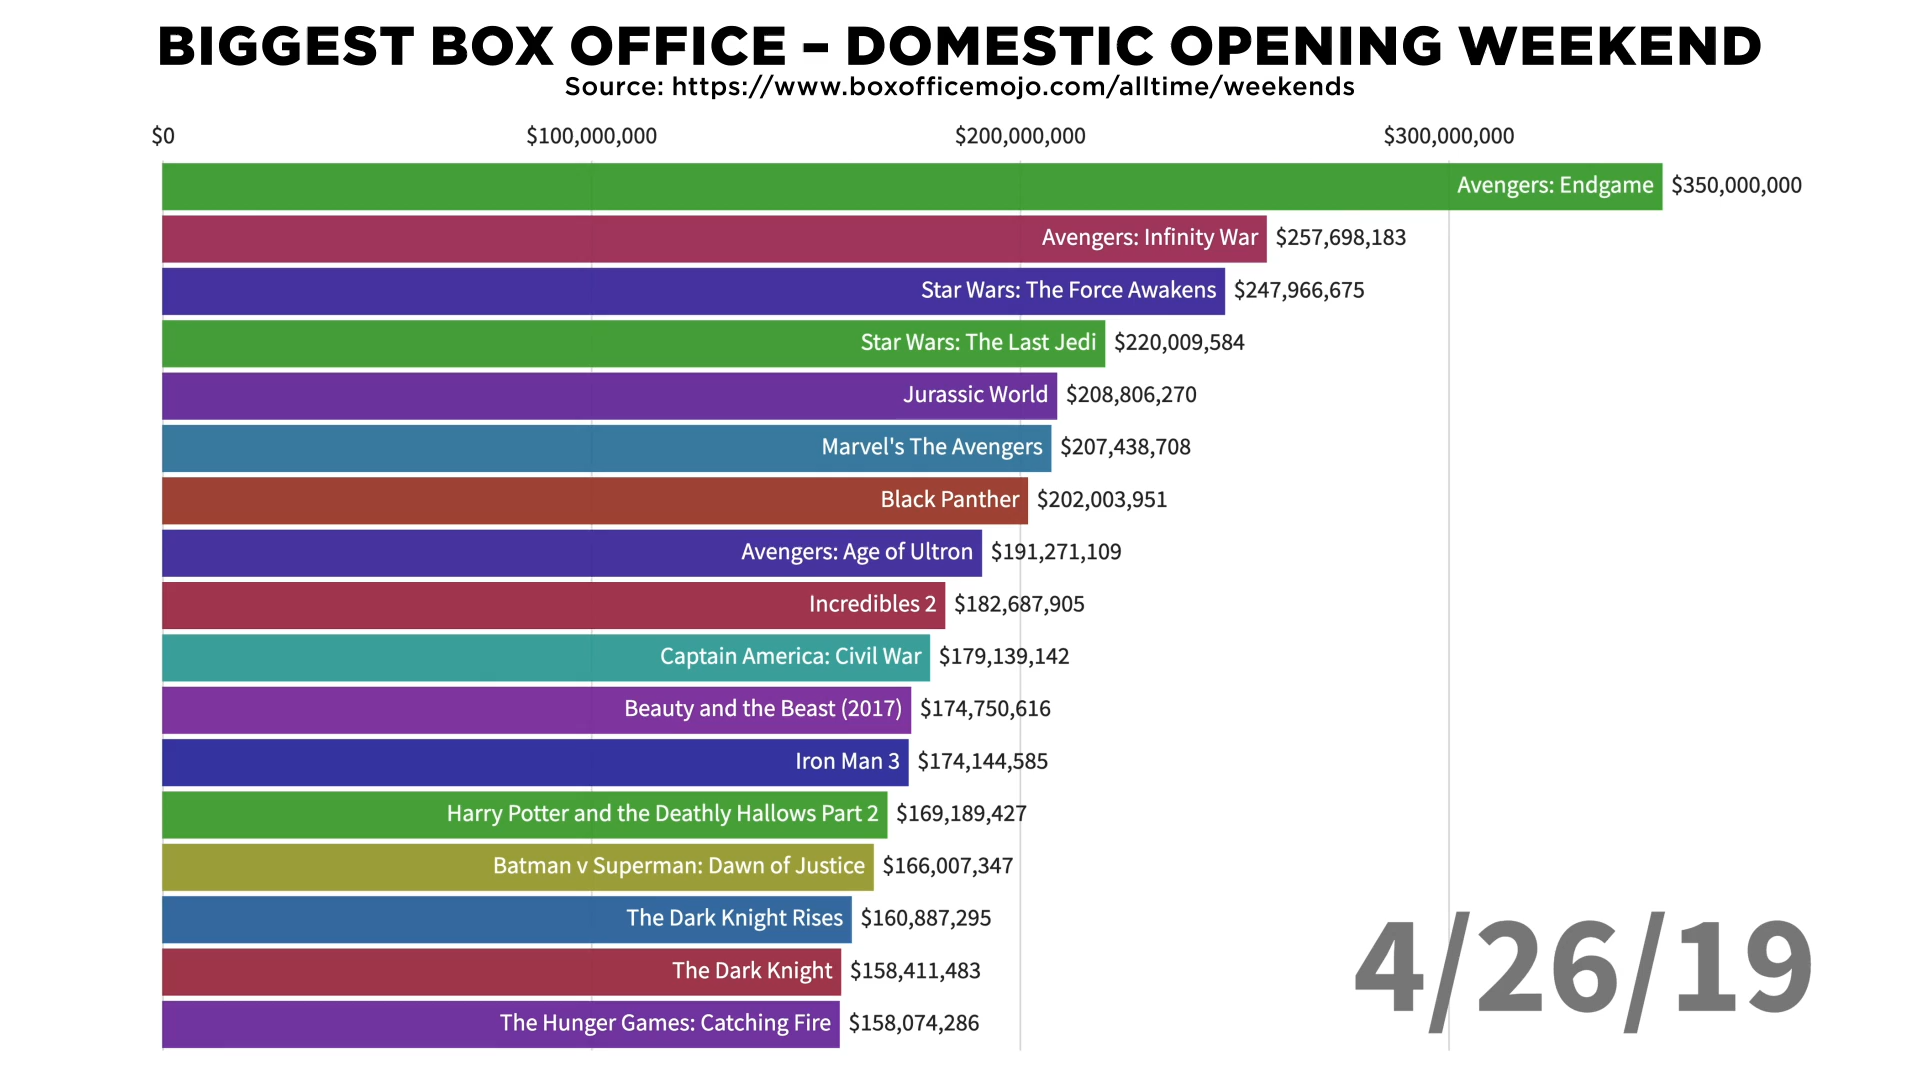 BIGGEST BOX OFFICE – DOMESTIC OPENING WEEKEND
Source: https://www.boxofficemojo.com/alltime/weekends
$0 $100,000,000 $200,000,000 $300,000,000
Avengers: Endgame $350,000,000
Avengers: Infinity War $257,698,183
Star Wars: The Force Awakens $247,966,675
Star Wars: The Last Jedi $220,009,584
Jurassic World $208,806,270
Marvel's The Avengers $207,438,708
Black Panther $202,003,951
Avengers: Age of Ultron $191,271,109
Incredibles 2 $182,687,905
Captain America: Civil War $179,139,142
Beauty and the Beast (2017) $174,750,616
Iron Man 3 $174,144,585
Harry Potter and the Deathly Hallows Part 2 $169,189,427
Batman v Superman: Dawn of Justice $166,007,347
The Dark Knight Rises $160,887,295
The Dark Knight $158,411,483
The Hunger Games: Catching Fire $158,074,286
4/26/19